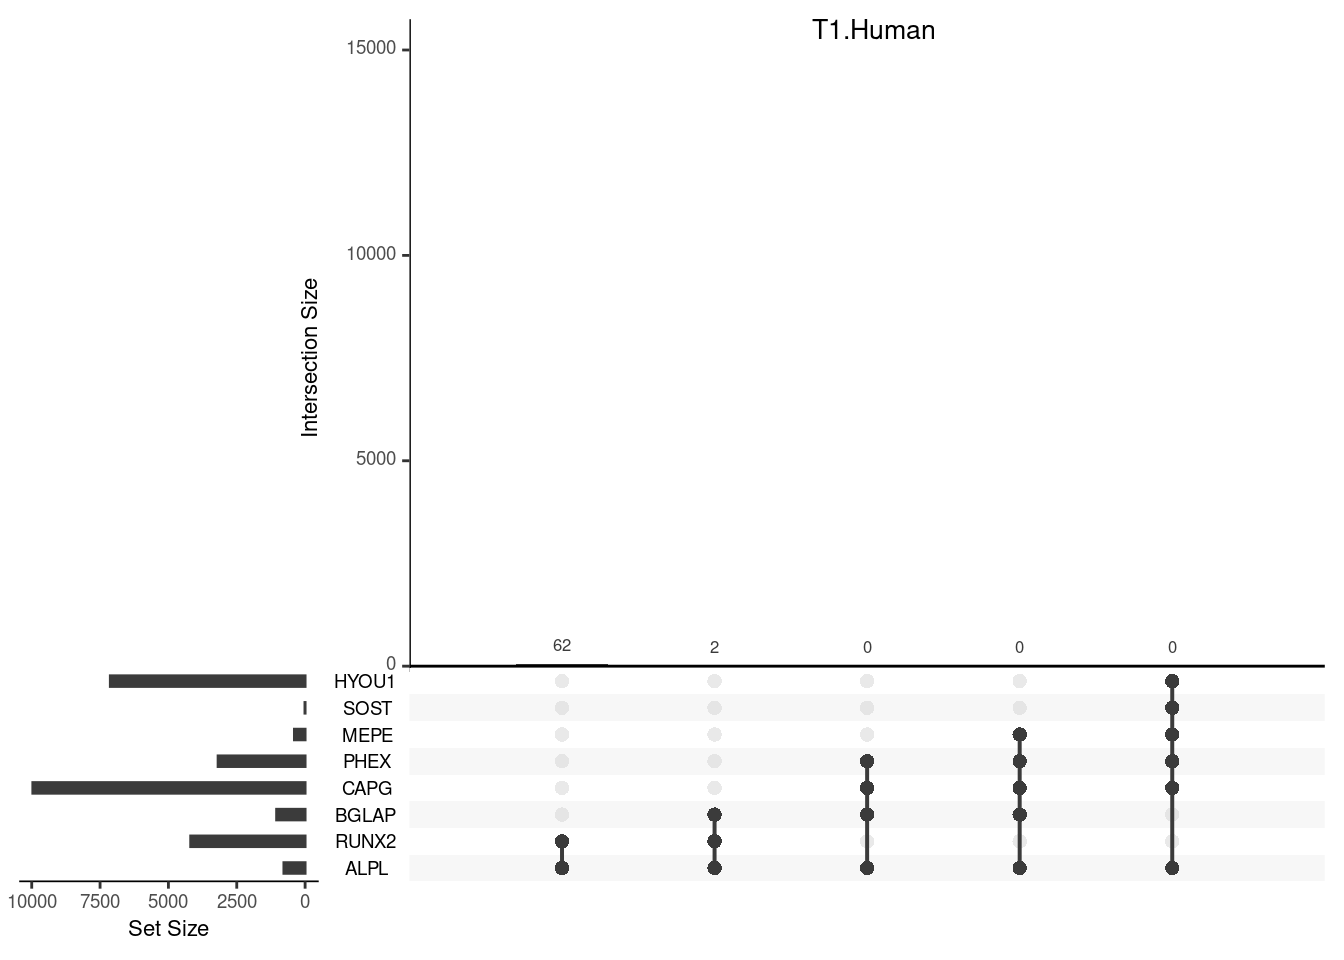 T1.Human
15000
10000
5000
0
Intersection Size
62
2
0
0
0
HYOU1
SOST
MEPE
PHEX
CAPG
BGLAP
RUNX2
ALPL
10000 7500 5000 2500 0
Set Size